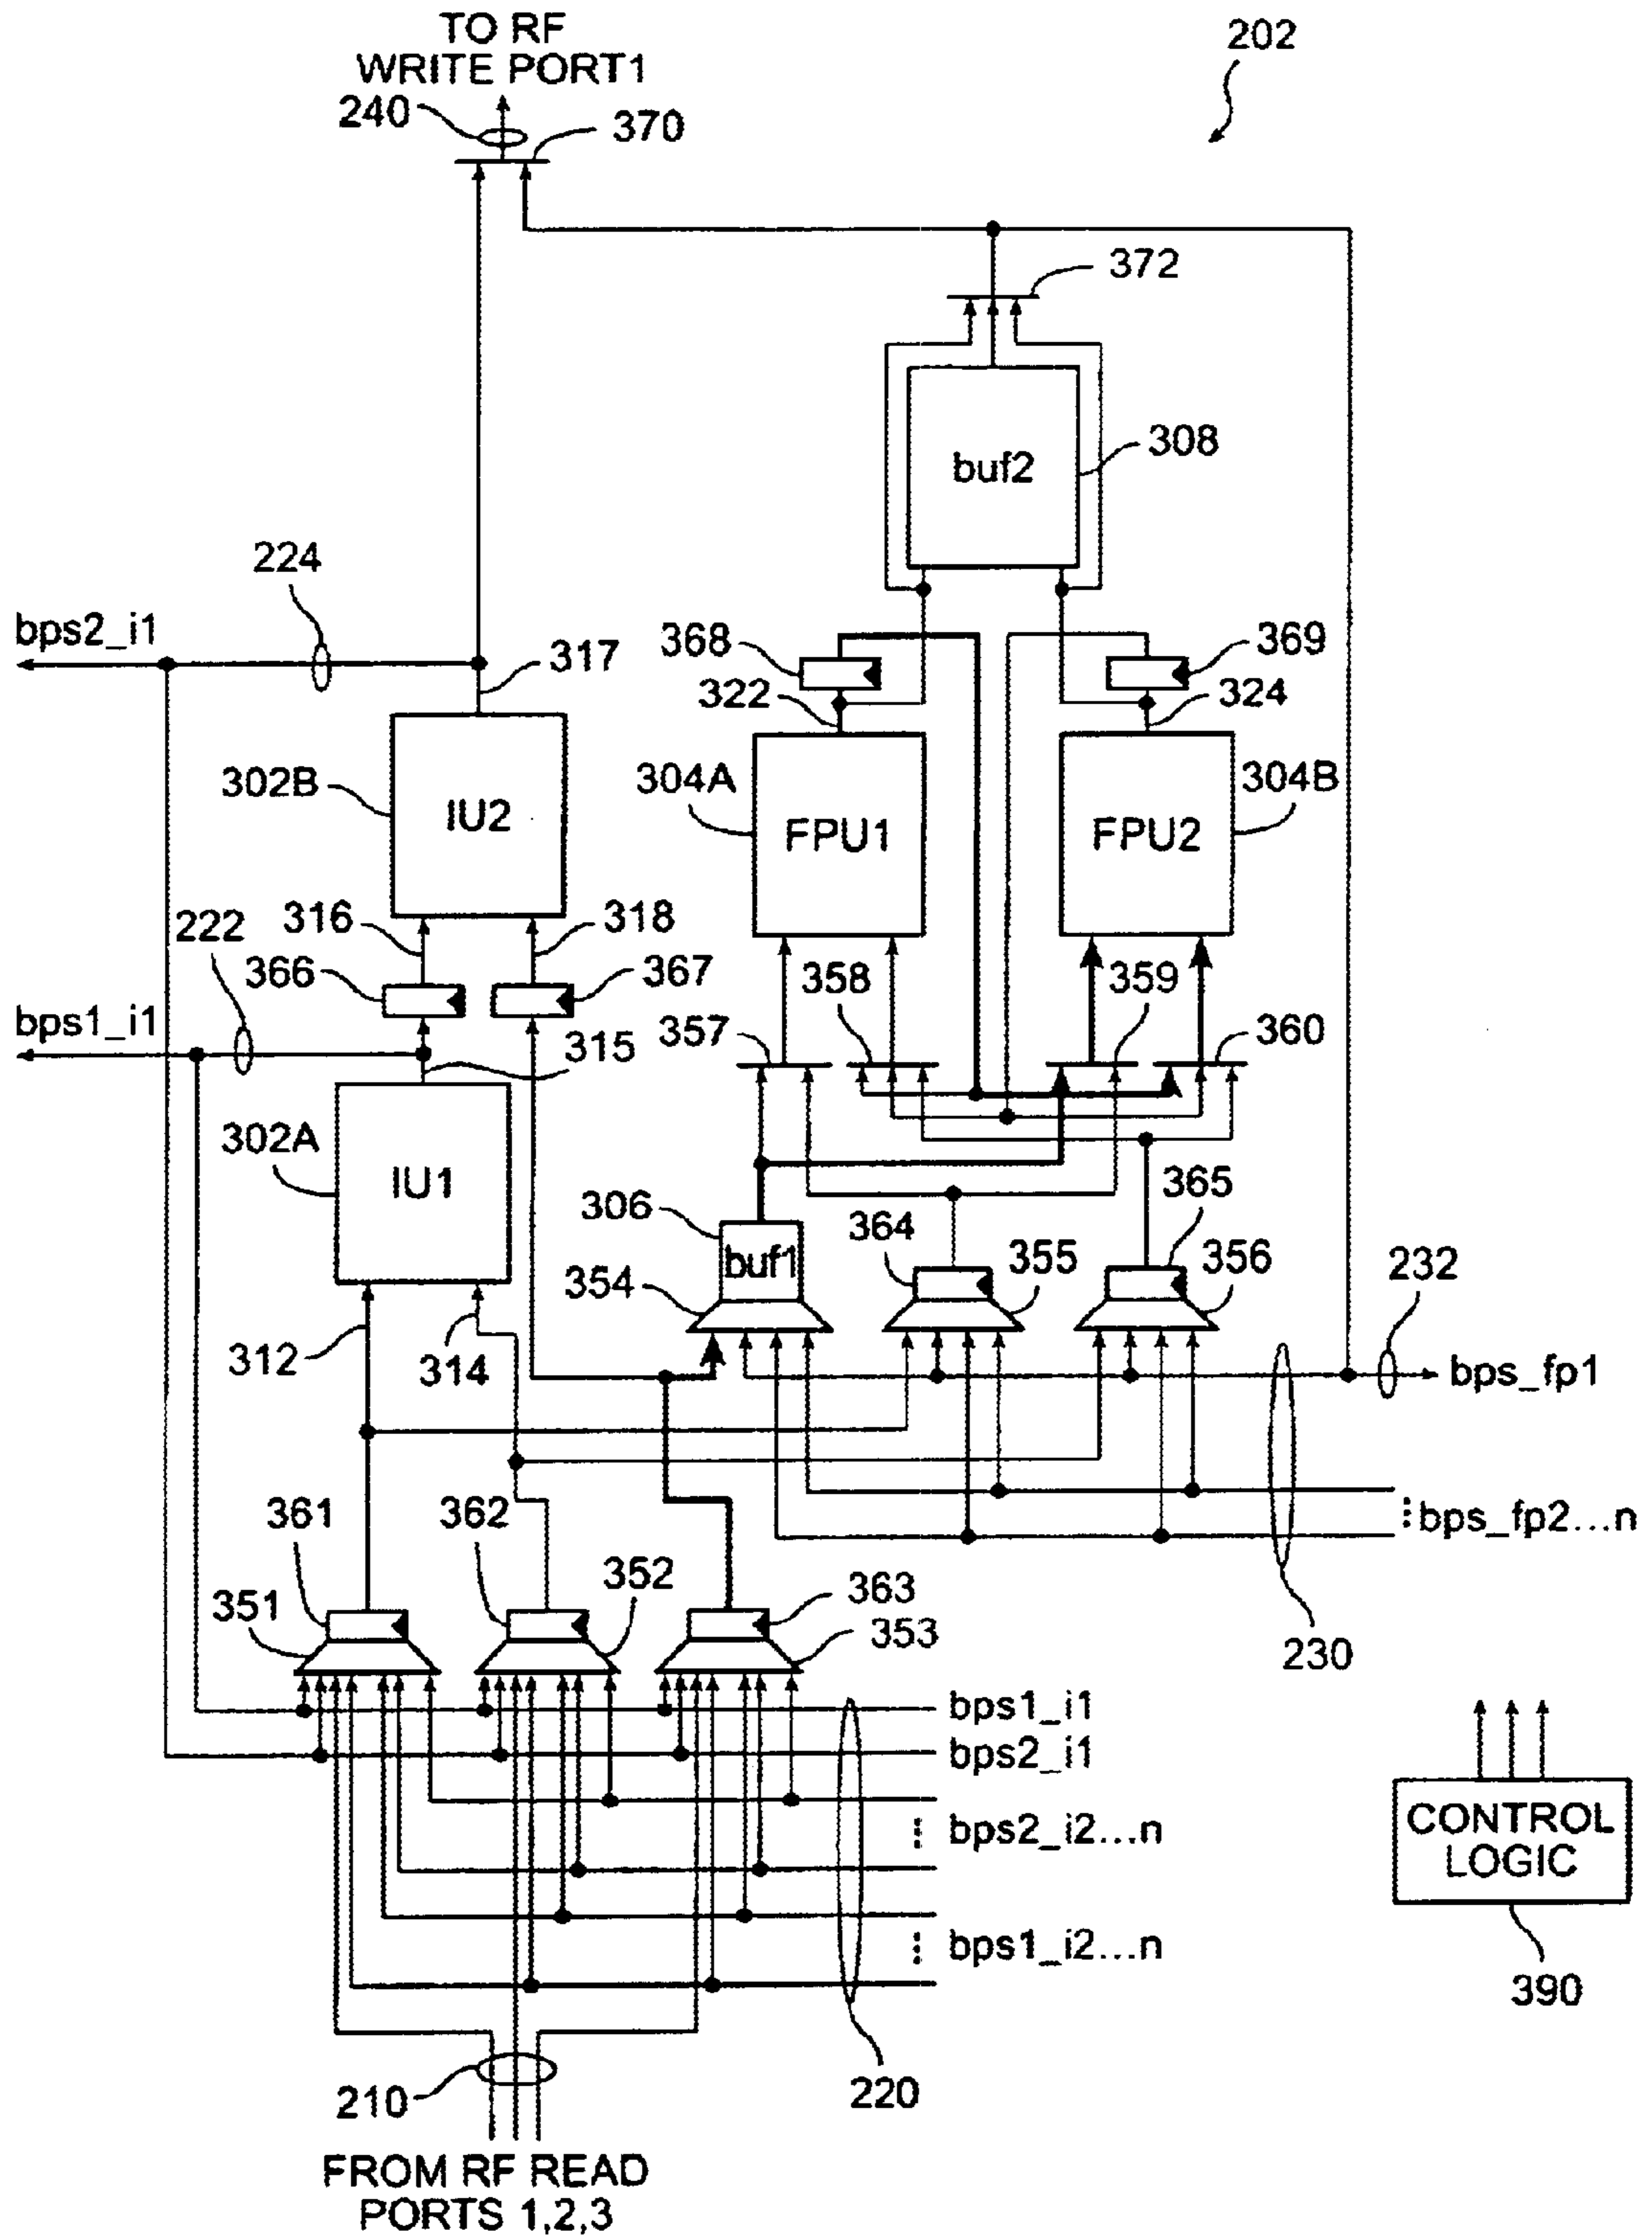 TO RF
WRITE PORT1
202
240
370
372
308
buf2
224
bps2_i1
317
368
369
322
324
302B
IU2
304A
FPU1
304B
FPU2
316
318
222
366
367
358
359
bps1_i1
315
357
360
302A
IU1
306
buf1
364
365
354
355
356
232
312
314
bps_fp1
361
362
352
363
bps_fp2...n
351
353
230
bps1_i1
bps2_i1
bps2_i2...n
CONTROL
LOGIC
bps1_i2...n
390
210
220
FROM RF READ
PORTS 1,2,3